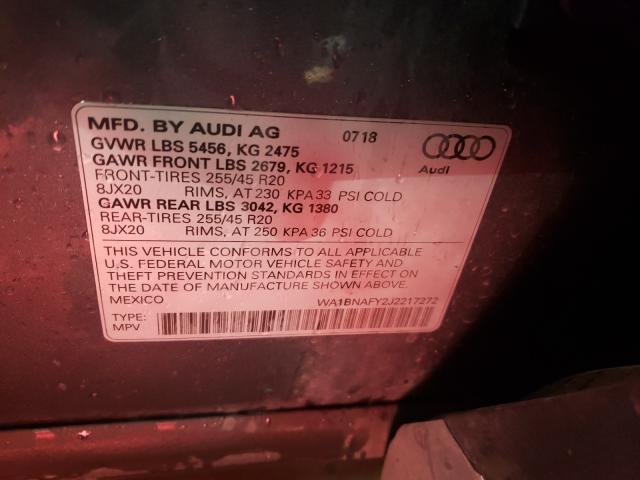 MFD. BY AUDI AG 0718
GVWR LBS 5456, KG 2475
GAWR FRONT LBS 2679, KG 1215
FRONT-TIRES 255/45 R20
8JX20 RIMS, AT 230 KPA 33 PSI COLD
GAWR REAR LBS 3042, KG 1380
REAR-TIRES 255/45 R20
8JX20 RIMS, AT 250 KPA 36 PSI COLD
Audi
THIS VEHICLE CONFORMS TO ALL APPLICABLE
U.S. FEDERAL MOTOR VEHICLE SAFETY AND
THEFT PREVENTION STANDARDS IN EFFECT ON
THE DATE OF MANUFACTURE SHOWN ABOVE.
MEXICO WA1BNAFY2J2217272
TYPE:
MPV